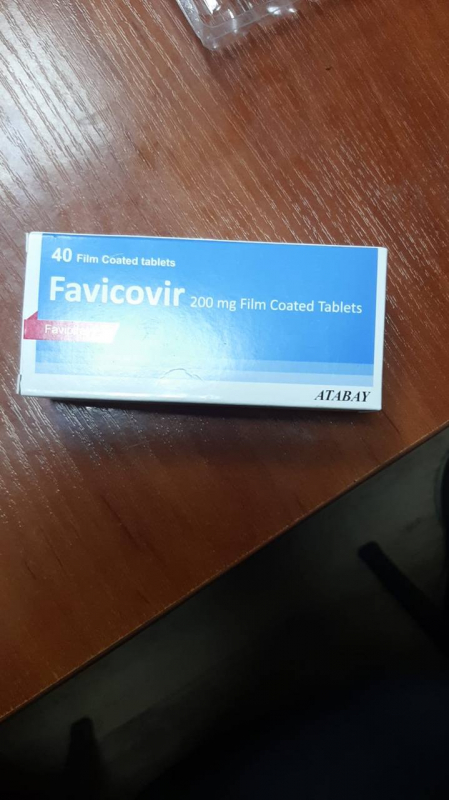 40 Film Coated tablets
Favicovir 200 mg Film Coated Tablets
ATABAY